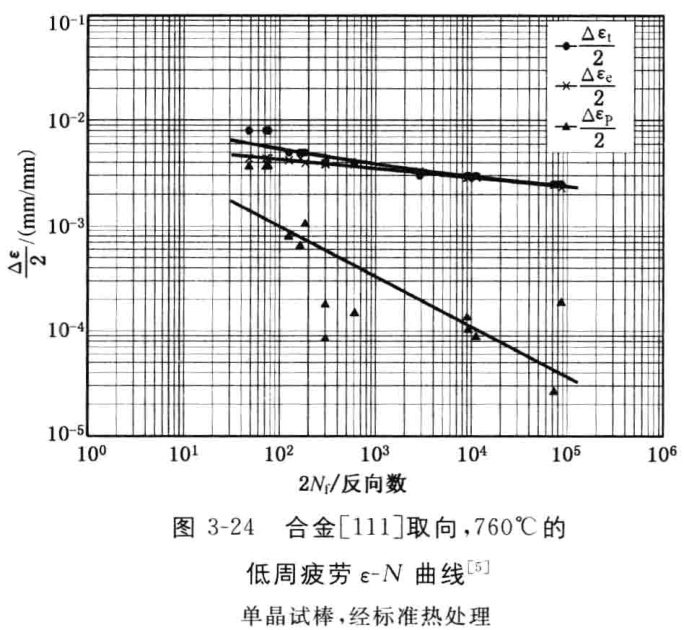 10⁻¹
10⁻²
10⁻³
10⁻⁴
10⁻⁵
Δε/2/(mm/mm)
Δεt/2
Δεe/2
Δεp/2
10⁰ 10¹ 10² 10³ 10⁴ 10⁵ 10⁶
2Nf/反向数
图 3-24 合金[111]取向,760℃的
低周疲劳 ε-N 曲线[5]
单晶试棒,经标准热处理